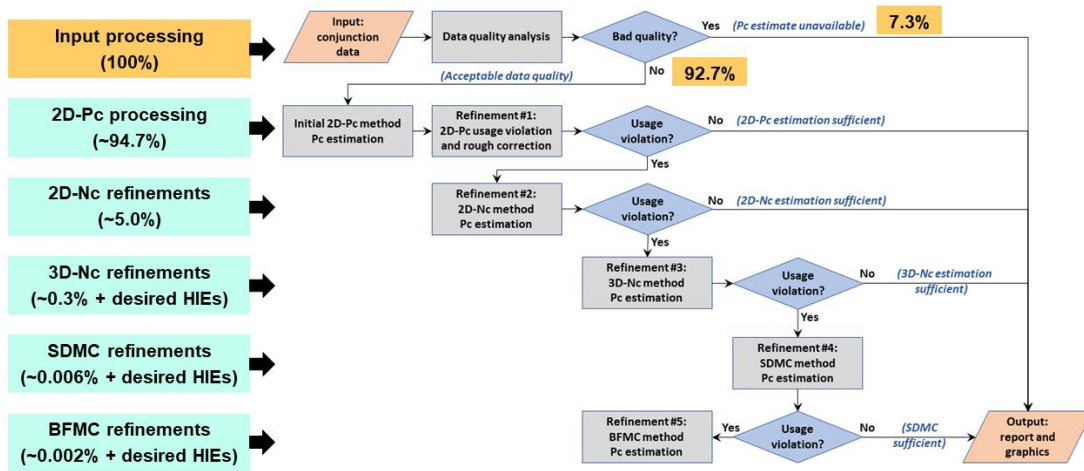 Input processing
(100%)
Input:
conjunction
data
Data quality analysis
Bad quality?
Yes
(Pc estimate unavailable)
7.3%
No
92.7%
(Acceptable data quality)
2D-Pc processing
(~94.7%)
Initial 2D-Pc method
Pc estimation
Refinement #1:
2D-Pc usage violation
and rough correction
Usage
violation?
No
(2D-Pc estimation sufficient)
Yes
2D-Nc refinements
(~5.0%)
Refinement #2:
2D-Nc method
Pc estimation
Usage
violation?
No
(2D-Nc estimation sufficient)
Yes
3D-Nc refinements
(~0.3% + desired HIEs)
Refinement #3:
3D-Nc method
Pc estimation
Usage
violation?
No
(3D-Nc estimation
sufficient)
Yes
SDMC refinements
(~0.006% + desired HIEs)
Refinement #4:
SDMC method
Pc estimation
BFMC refinements
(~0.002% + desired HIEs)
Refinement #5:
BFMC method
Pc estimation
Yes
Usage
violation?
No
(SDMC
sufficient)
Output:
report and
graphics